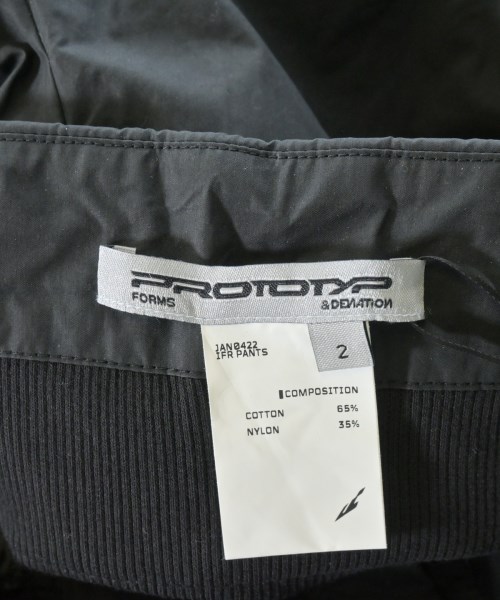 PROTOTYP
FORMS & DEVIATION
JAN0422
IFR PANTS
2
COMPOSITION
COTTON 65%
NYLON 35%